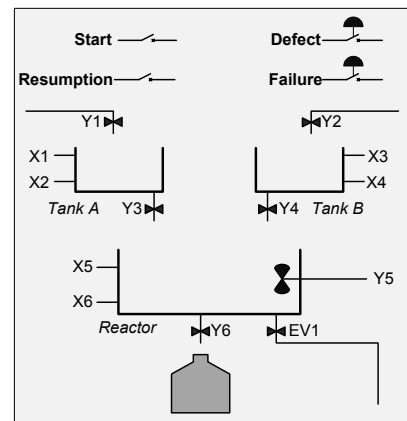 Start Defect
Resumption Failure
Y1 Y2
X1 X3
X2 X4
Tank A Y3 Y4 Tank B
X5 Y5
X6
Reactor Y6 EV1